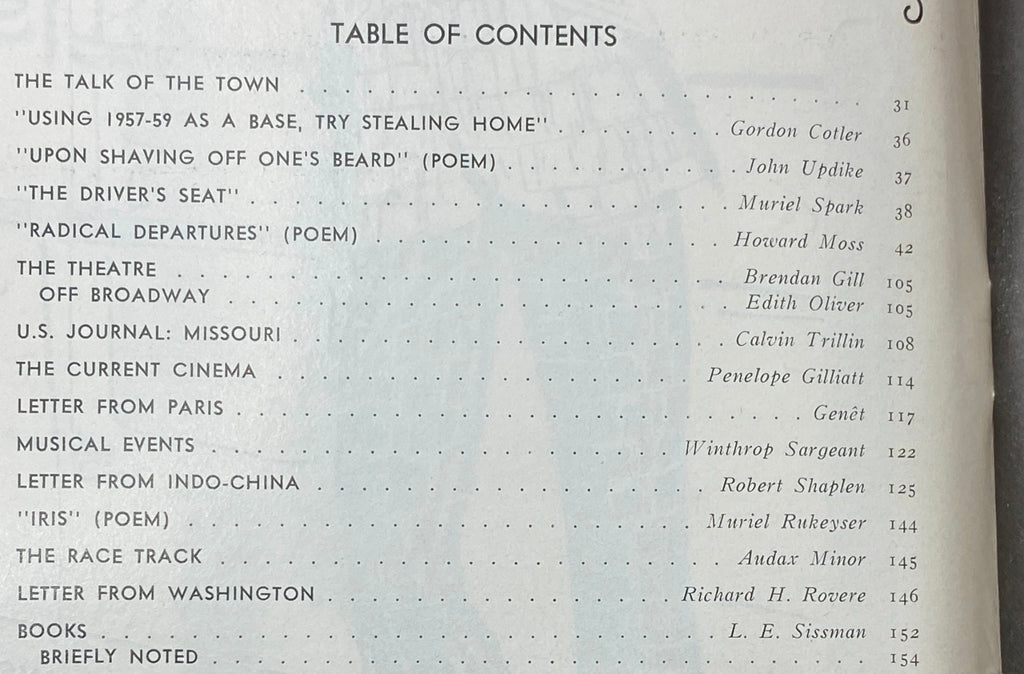 TABLE OF CONTENTS
THE TALK OF THE TOWN . . . . . . . . . . . . . . . . . . . . . . 31
"USING 1957-59 AS A BASE, TRY STEALING HOME" . . . . . . . . Gordon Cotler 36
"UPON SHAVING OFF ONE'S BEARD" (POEM) . . . . . . . . . . . John Updike 37
"THE DRIVER'S SEAT" . . . . . . . . . . . . . . . . . . . . . Muriel Spark 38
"RADICAL DEPARTURES" (POEM) . . . . . . . . . . . . . . . Howard Moss 42
THE THEATRE . . . . . . . . . . . . . . . . . . . . . . . . Brendan Gill 105
OFF BROADWAY . . . . . . . . . . . . . . . . . . . . . . Edith Oliver 105
U.S. JOURNAL: MISSOURI . . . . . . . . . . . . . . . . . . . Calvin Trillin 108
THE CURRENT CINEMA . . . . . . . . . . . . . . . . . . Penelope Gilliatt 114
LETTER FROM PARIS . . . . . . . . . . . . . . . . . . . . . . . . . Genêt 117
MUSICAL EVENTS . . . . . . . . . . . . . . . . . . . . Winthrop Sargeant 122
LETTER FROM INDO-CHINA . . . . . . . . . . . . . . . . . Robert Shaplen 125
"IRIS" (POEM) . . . . . . . . . . . . . . . . . . . . . . Muriel Rukeyser 144
THE RACE TRACK . . . . . . . . . . . . . . . . . . . . . . Audax Minor 145
LETTER FROM WASHINGTON . . . . . . . . . . . . . . . Richard H. Rovere 146
BOOKS . . . . . . . . . . . . . . . . . . . . . . . . . . . L. E. Sissman 152
BRIEFLY NOTED . . . . . . . . . . . . . . . . . . . . . . . . . . . . 154